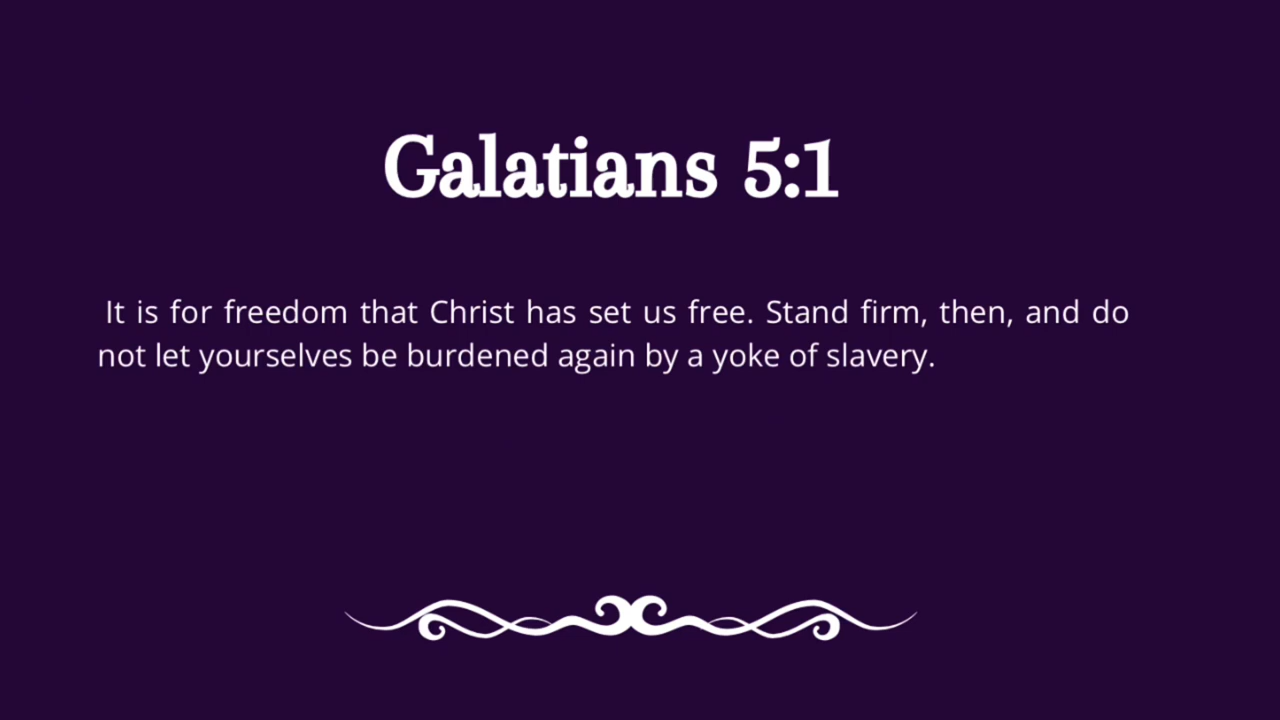 Galatians 5:1
It is for freedom that Christ has set us free. Stand firm, then, and do
not let yourselves be burdened again by a yoke of slavery.